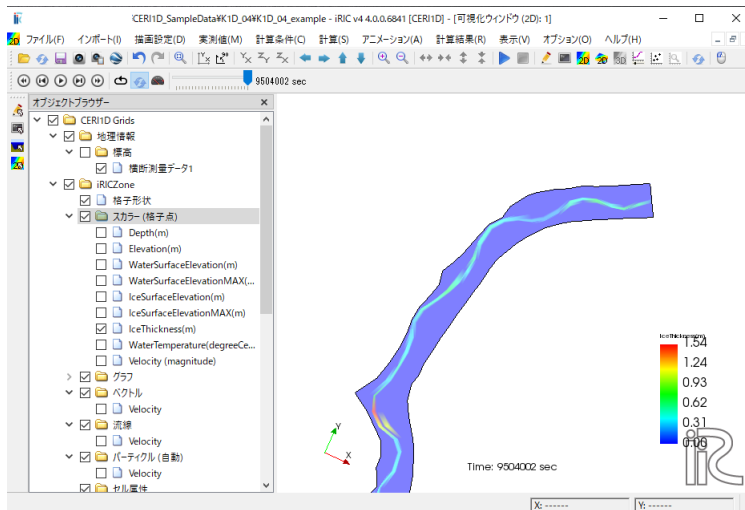 CERI1D_SampleData¥K1D_04¥K1D_04_example - iRIC v4 4.0.0.6841 [CERI1D] - [可視化ウィンドウ (2D): 1]
ファイル(F) インポート(I) 描画設定(D) 実測値(M) 計算条件(C) 計算(S) アニメーション(A) 計算結果(R) 表示(V) オプション(O) ヘルプ(H)
9504002 sec
オブジェクトブラウザー
CERI1D Grids
地理情報
標高
横断測量データ1
iRICZone
格子形状
スカラー (格子点)
Depth(m)
Elevation(m)
WaterSurfaceElevation(m)
WaterSurfaceElevationMAX(...
IceSurfaceElevation(m)
IceSurfaceElevationMAX(m)
IceThickness(m)
WaterTemperature(degreeCe...
Velocity (magnitude)
グラフ
ベクトル
Velocity
流線
Velocity
パーティクル (自動)
Velocity
セル属性
IceThickness(m)
1.54
1.24
0.93
0.62
0.31
0.00
Y
X
Time: 9504002 sec
iRIC
X: ------
Y: ------